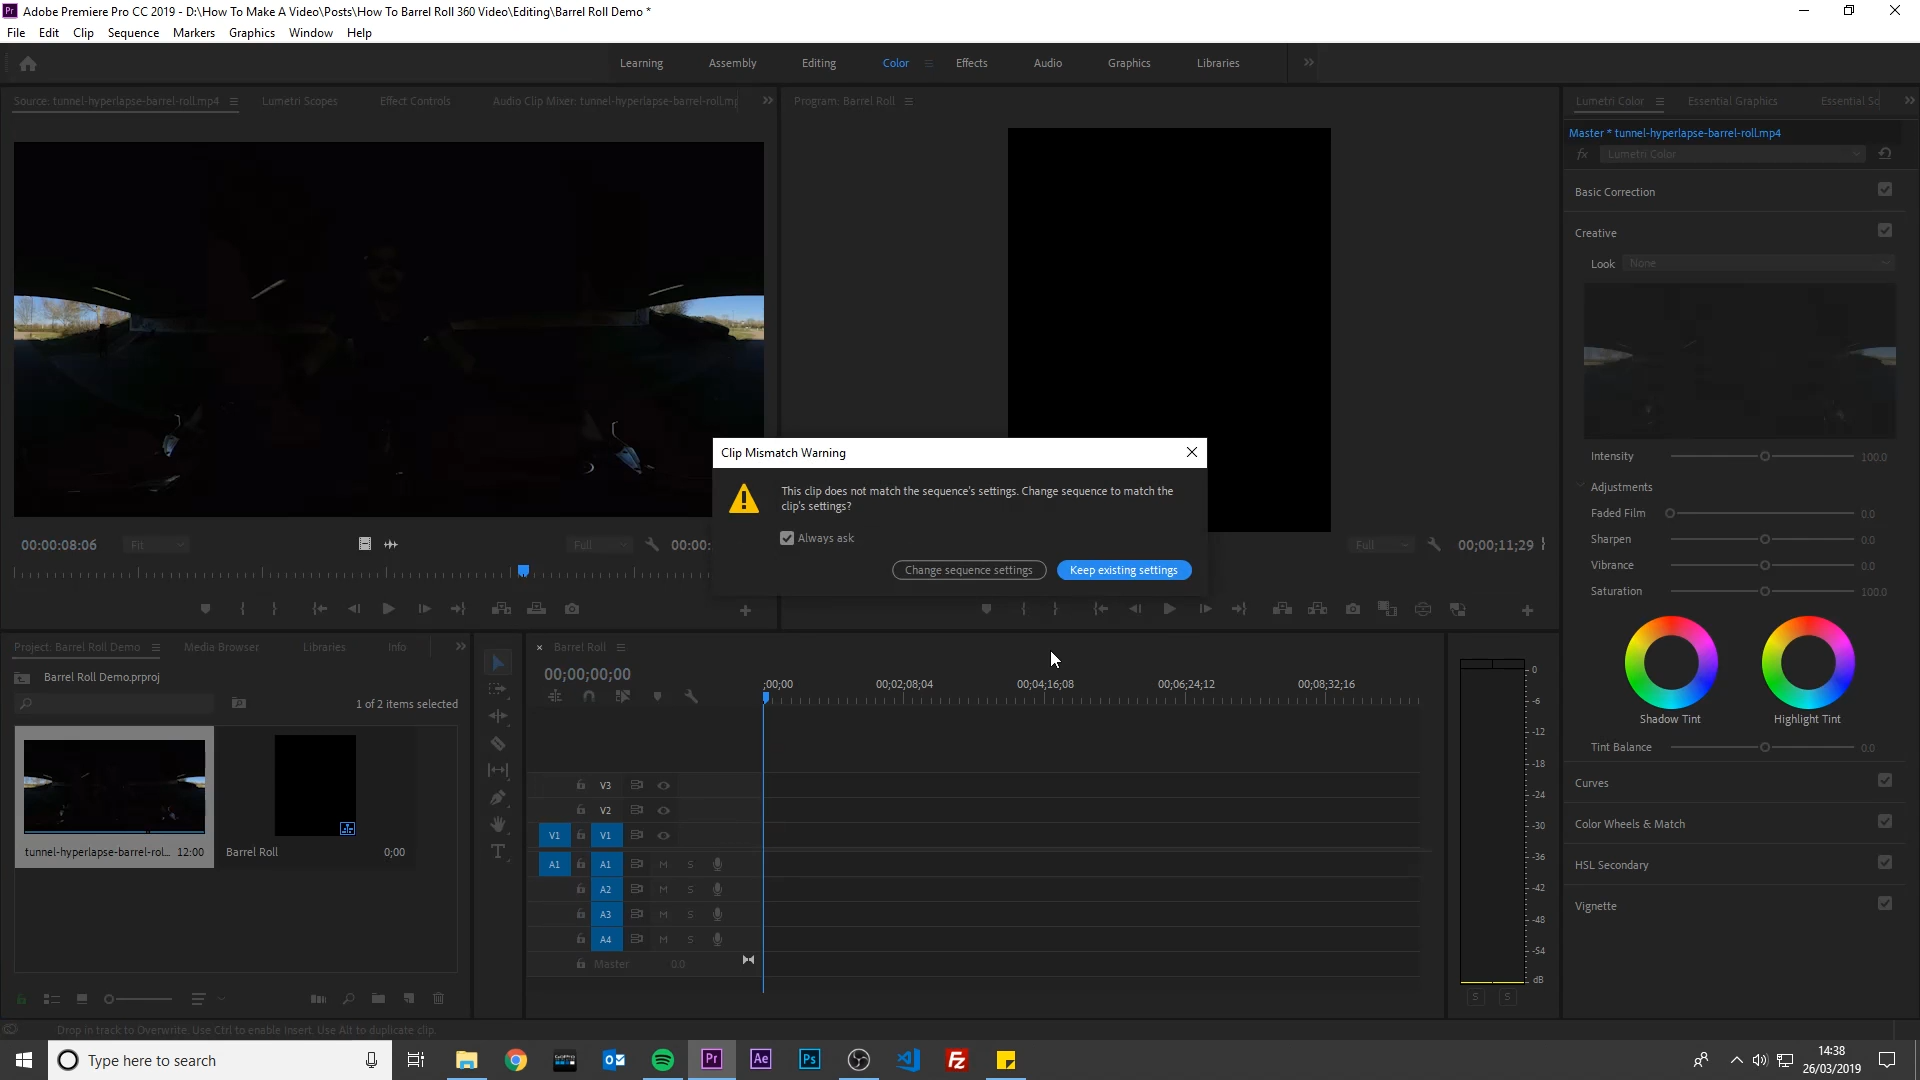 Adobe Premiere Pro CC 2019 - D:\How To Make A Video\Posts\How To Barrel Roll 360 Video\Editing\Barrel Roll Demo *
File Edit Clip Sequence Markers Graphics Window Help
Learning Assembly Editing Color Effects Audio Graphics Libraries
Source: tunnel-hyperlapse-barrel-roll.mp4 Lumetri Scopes Effect Controls Audio Clip Mixer: tunnel-hyperlapse-barrel-roll.mp
Program: Barrel Roll
Lumetri Color Essential Graphics Essential So
Master * tunnel-hyperlapse-barrel-roll.mp4
fx Lumetri Color
Basic Correction
Creative
Look None
Intensity 100.0
Adjustments
Faded Film 0.0
Sharpen 0.0
Vibrance 0.0
Saturation 100.0
Shadow Tint Highlight Tint
Tint Balance 0.0
Curves
Color Wheels & Match
HSL Secondary
Vignette
Clip Mismatch Warning
This clip does not match the sequence's settings. Change sequence to match the
clip's settings?
Always ask
Change sequence settings Keep existing settings
00:00:08:06 Fit Full 00:00:
Full 00;00;11;29
Project: Barrel Roll Demo Media Browser Libraries Info
Barrel Roll Demo.prproj
1 of 2 items selected
tunnel-hyperlapse-barrel-rol... 12:00 Barrel Roll 0;00
× Barrel Roll
00;00;00;00
;00;00 00;02;08;04 00;04;16;08 00;06;24;12 00;08;32;16
V3
V2
V1 V1
A1 A1 M S
A2 M S
A3 M S
A4 M S
Master 0.0
0
-6
-12
-18
-24
-30
-36
-42
-48
-54
dB
S S
Drop in track to Overwrite. Use Ctrl to enable Insert. Use Alt to duplicate clip.
Type here to search
Pr Ae Ps Fz
14:38
26/03/2019